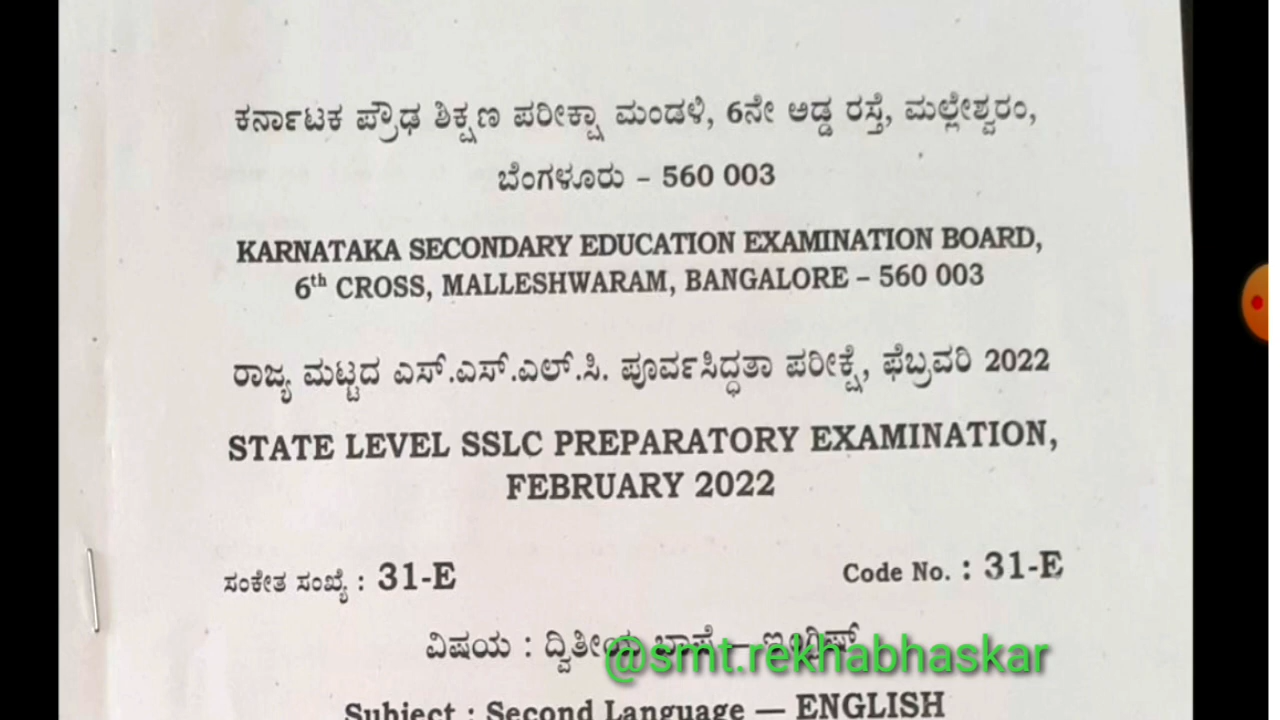 ಕರ್ನಾಟಕ ಪ್ರೌಢ ಶಿಕ್ಷಣ ಪರೀಕ್ಷಾ ಮಂಡಳಿ, 6ನೇ ಅಡ್ಡ ರಸ್ತೆ, ಮಲ್ಲೇಶ್ವರಂ,
ಬೆಂಗಳೂರು – 560 003
KARNATAKA SECONDARY EDUCATION EXAMINATION BOARD,
6th CROSS, MALLESHWARAM, BANGALORE – 560 003
ರಾಜ್ಯ ಮಟ್ಟದ ಎಸ್.ಎಸ್.ಎಲ್.ಸಿ. ಪೂರ್ವಸಿದ್ಧತಾ ಪರೀಕ್ಷೆ, ಫೆಬ್ರವರಿ 2022
STATE LEVEL SSLC PREPARATORY EXAMINATION,
FEBRUARY 2022
ಸಂಕೇತ ಸಂಖ್ಯೆ : 31-E Code No. : 31-E
ವಿಷಯ : ದ್ವಿತೀಯ ಭಾಷೆ — ಇಂಗ್ಲಿಷ್
@smt.rekhabhaskar
Subject : Second Language — ENGLISH